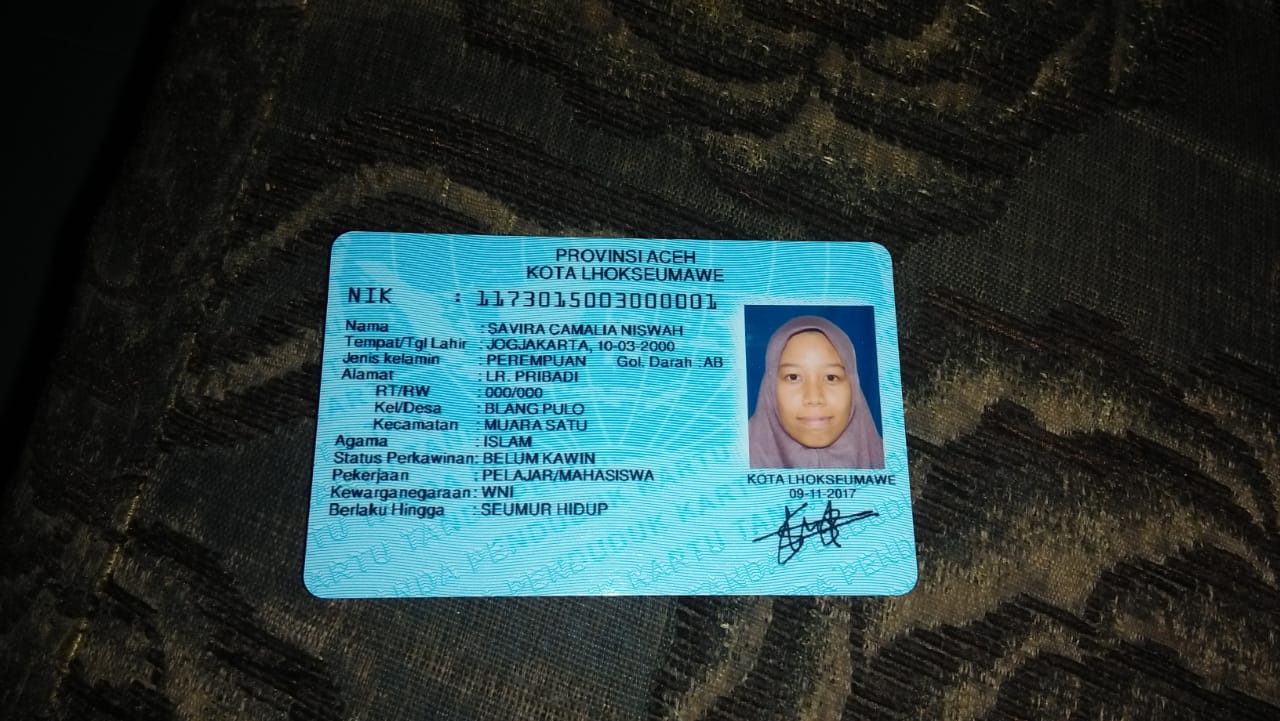 PROVINSI ACEH
KOTA LHOKSEUMAWE
NIK : 1173015003000001
Nama : SAVIRA CAMALIA NISWAH
Tempat/Tgl Lahir : JOGJAKARTA, 10-03-2000
Jenis kelamin : PEREMPUAN Gol. Darah : AB
Alamat : LR. PRIBADI
RT/RW : 000/000
Kel/Desa : BLANG PULO
Kecamatan : MUARA SATU
Agama : ISLAM
Status Perkawinan: BELUM KAWIN
Pekerjaan : PELAJAR/MAHASISWA
Kewarganegaraan: WNI
Berlaku Hingga : SEUMUR HIDUP
KOTA LHOKSEUMAWE
09-11-2017